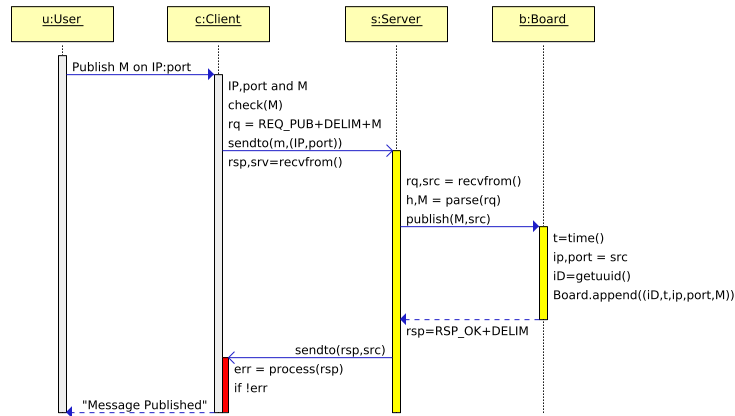 u:User
c:Client
s:Server
b:Board
Publish M on IP:port
IP,port and M
check(M)
rq = REQ_PUB+DELIM+M
sendto(m,(IP,port))
rsp,srv=recvfrom()
rq,src = recvfrom()
h,M = parse(rq)
publish(M,src)
t=time()
ip,port = src
iD=getuuid()
Board.append((iD,t,ip,port,M))
rsp=RSP_OK+DELIM
sendto(rsp,src)
err = process(rsp)
if !err
"Message Published"